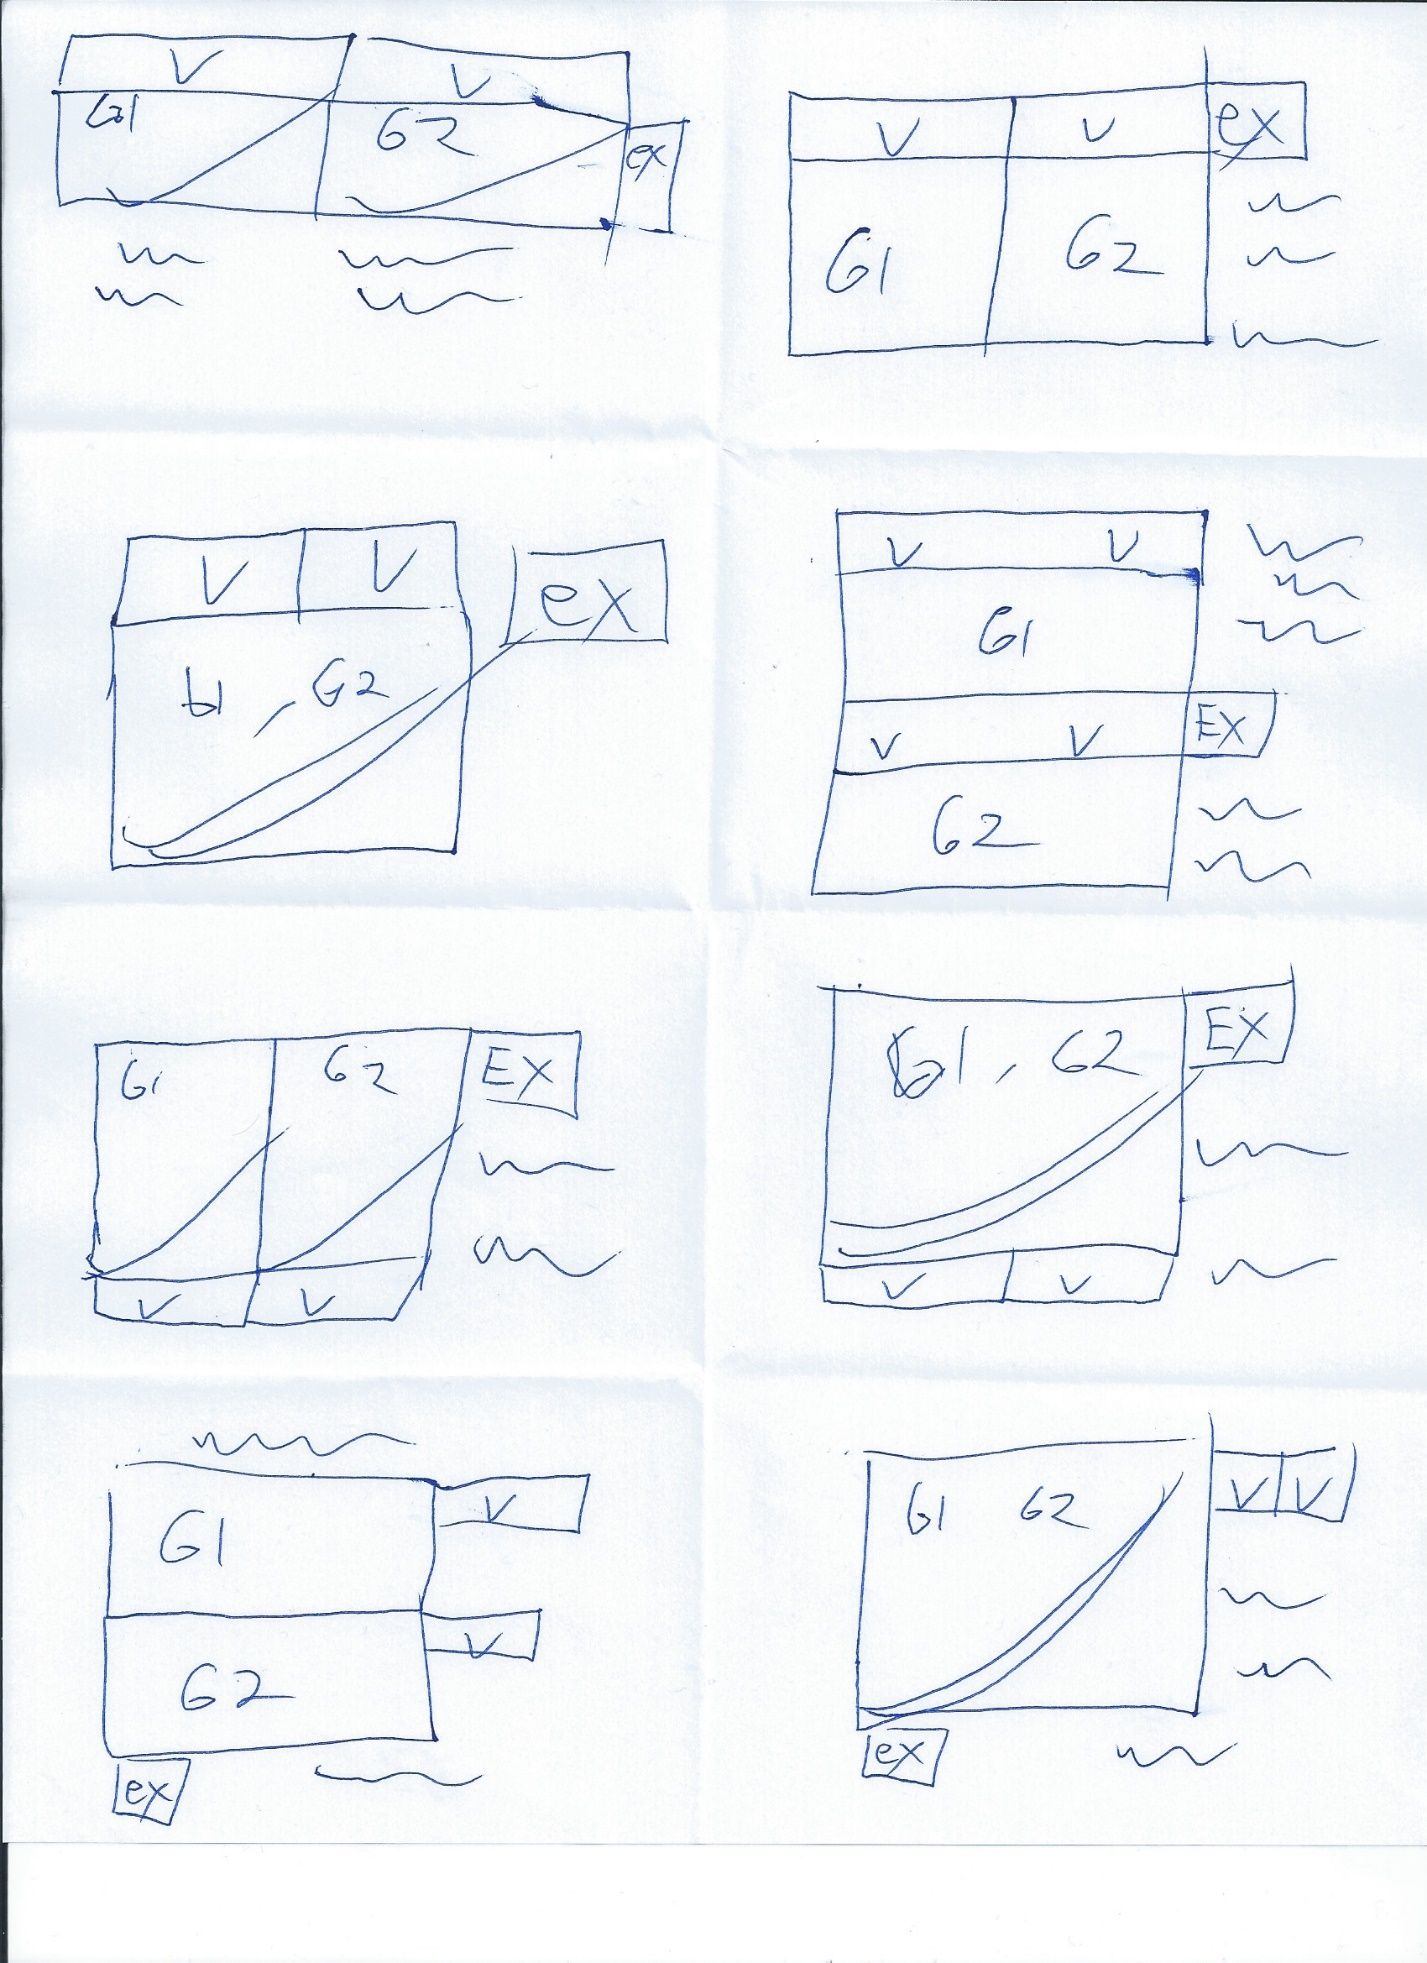 V V
G1 G2 ex
V V ex
G1 G2
V V ex
G1, G2
V V
G1
V V EX
G2
G1 G2 EX
V V
G1, G2 EX
V V
G1 V
G2 V
ex
G1 G2 V V
ex